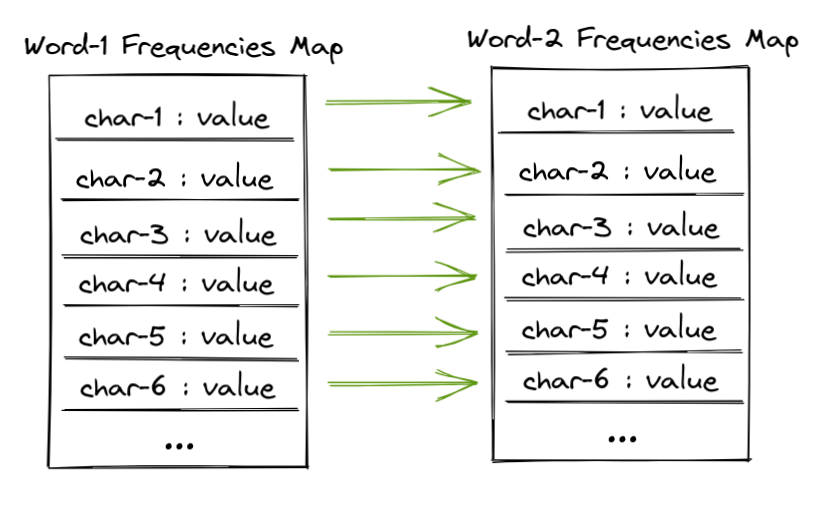 Word-1 Frequencies Map
char-1 : value
char-2 : value
char-3 : value
char-4 : value
char-5 : value
char-6 : value
...
Word-2 Frequencies Map
char-1 : value
char-2 : value
char-3 : value
char-4 : value
char-5 : value
char-6 : value
...